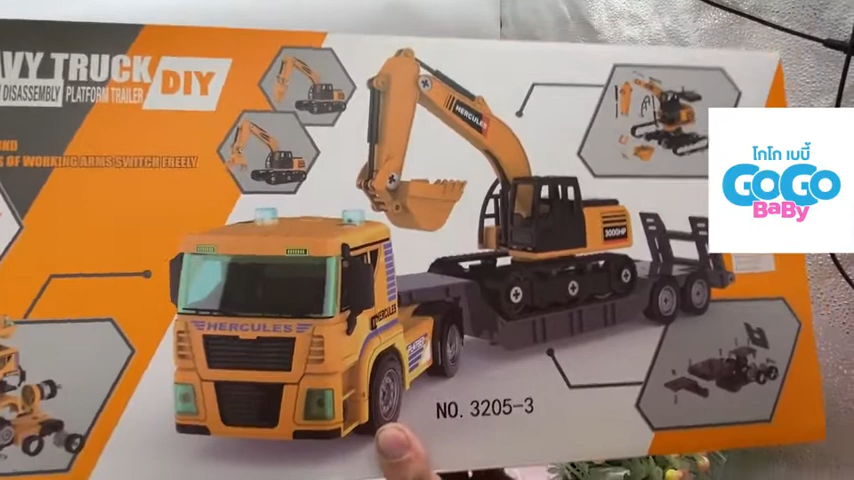 VY TRUCK
DISASSEMBLY PLATFORM TRAILER
DIY
S OF WORKING ARMS SWITCH FREELY
HERCULES
3000HP
HERCULES
HERCULES
NO. 3205-3
โกโก เบบี้
GOGO
BaBy